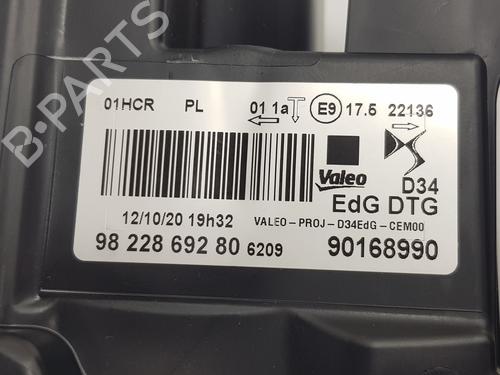 B-PARTS
01HCR PL 01 1a E9 17.5 22136
Valeo D34
EdG DTG
12/10/20 19h32 VALEO-PROJ-D34EdG-CEM00
98 228 692 80 6209 90168990